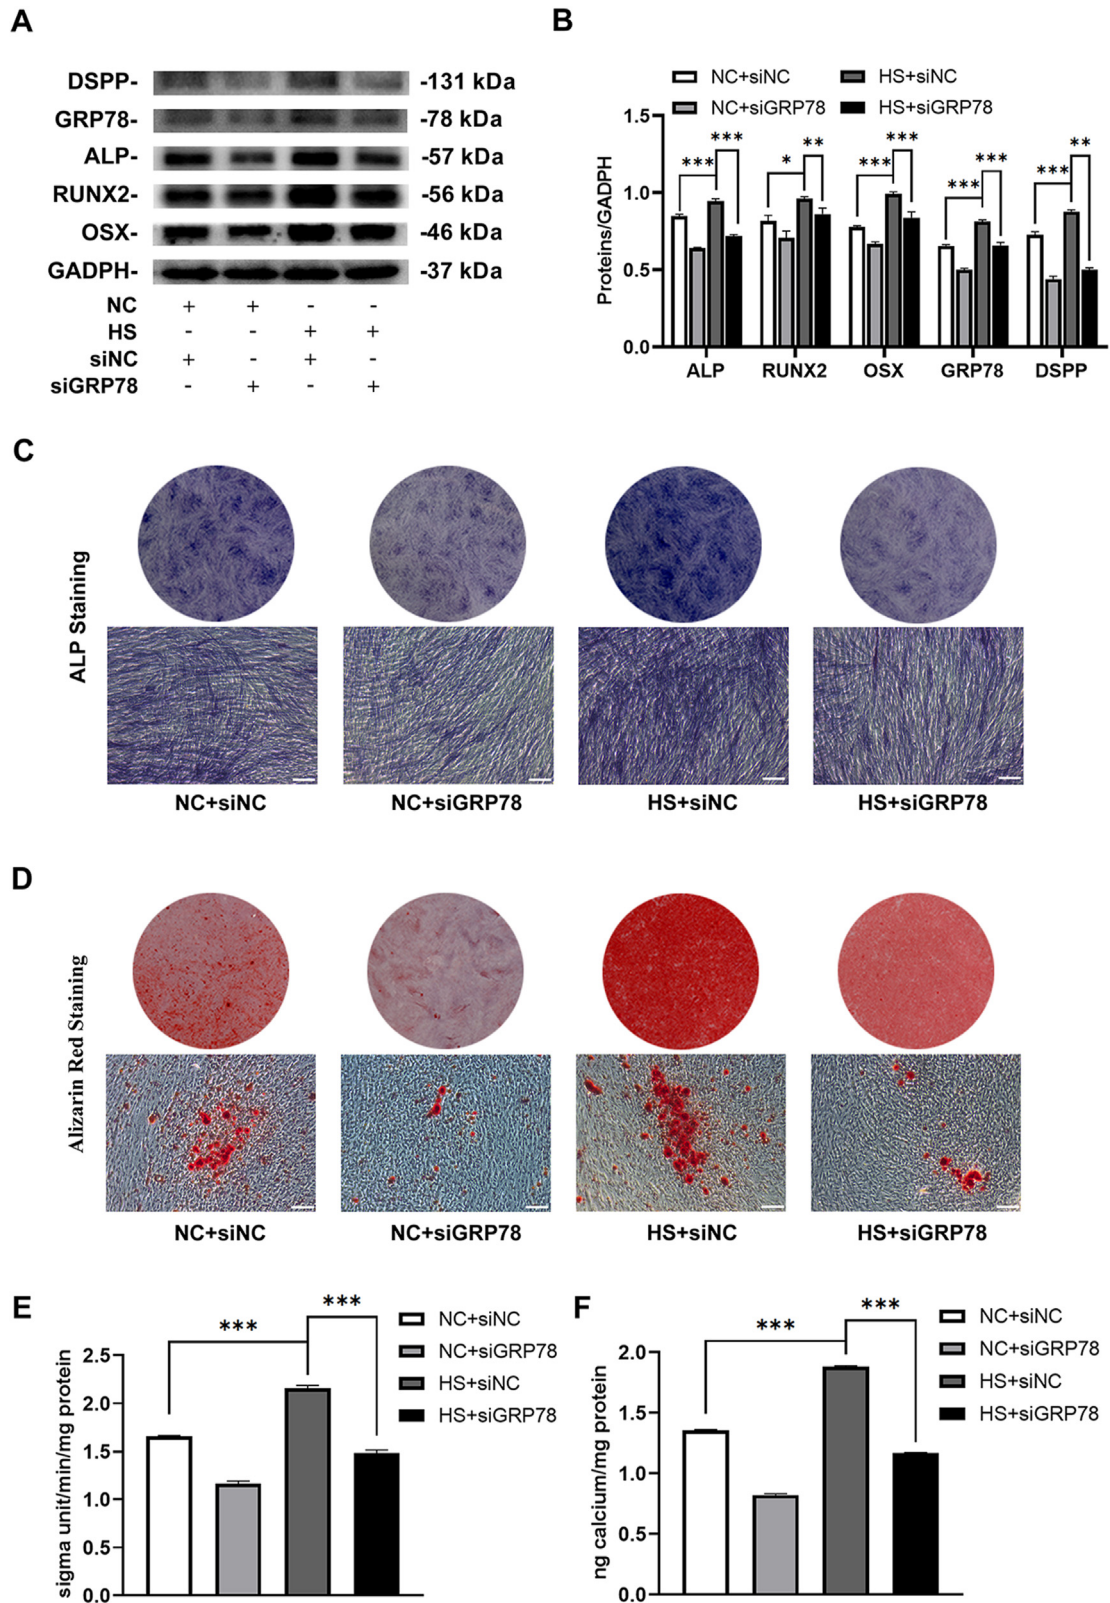 A
DSPP- -131 kDa
GRP78- -78 kDa
ALP- -57 kDa
RUNX2- -56 kDa
OSX- -46 kDa
GADPH- -37 kDa
NC + + - -
HS - - + +
siNC + - + -
siGRP78 - + - +
B
NC+siNC HS+siNC
NC+siGRP78 HS+siGRP78
Proteins/GADPH
1.5
1.0
0.5
0.0
*** *** * ** *** *** *** *** *** **
ALP RUNX2 OSX GRP78 DSPP
C
ALP Staining
NC+siNC NC+siGRP78 HS+siNC HS+siGRP78
D
Alizarin Red Staining
NC+siNC NC+siGRP78 HS+siNC HS+siGRP78
E
sigma unit/min/mg protein
2.5
2.0
1.5
1.0
0.5
0.0
*** ***
NC+siNC
NC+siGRP78
HS+siNC
HS+siGRP78
F
ng calcium/mg protein
2.0
1.5
1.0
0.5
0.0
*** ***
NC+siNC
NC+siGRP78
HS+siNC
HS+siGRP78